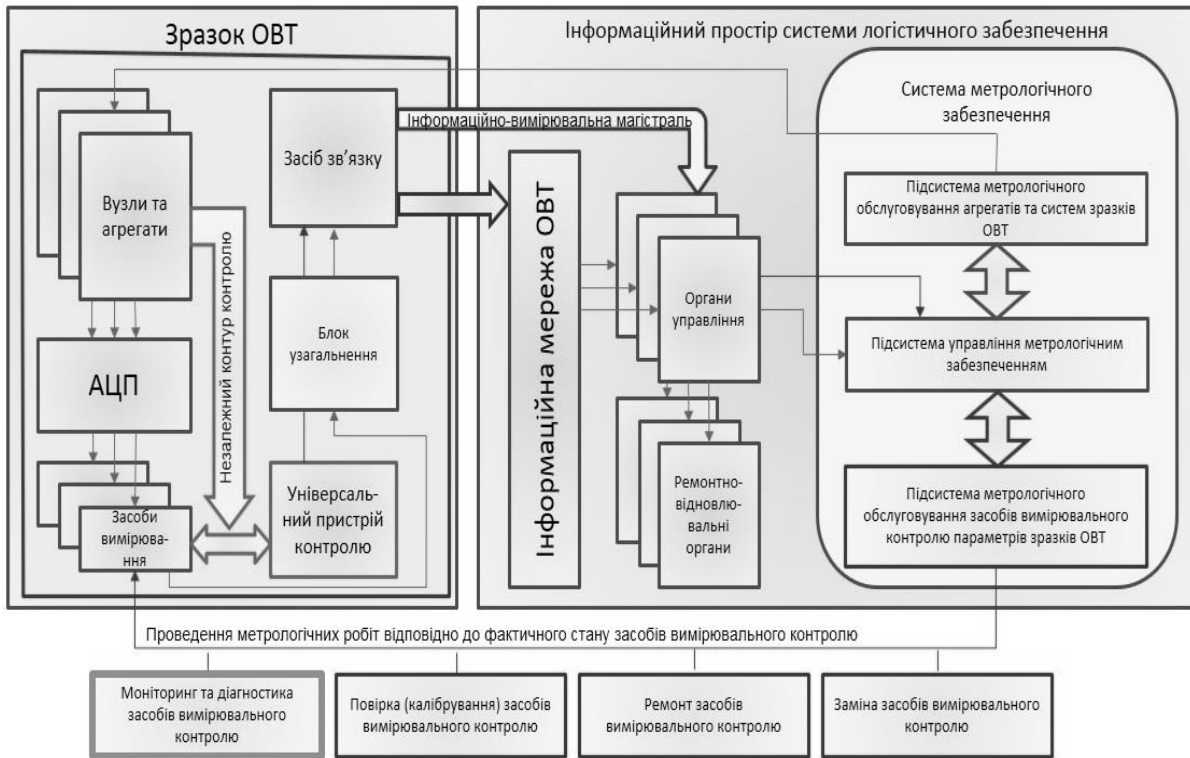 Зразок ОВТ
Вузли та
агрегати
АЦП
Засоби
вимірюва-
ння
Незалежний контур контролю
Засіб зв’язку
Блок
узагальнення
Універсаль-
ний пристрій
контролю
Інформаційний простір системи логістичного забезпечення
Інформаційно-вимірювальна магістраль
Інформаційна мережа ОВТ
Органи
управління
Ремонтно-
відновлю-
вальні
органи
Система метрологічного
забезпечення
Підсистема метрологічного
обслуговування агрегатів та систем зразків
ОВТ
Підсистема управління метрологічним
забезпеченням
Підсистема метрологічного
обслуговування засобів вимірювального
контролю параметрів зразків ОВТ
Проведення метрологічних робіт відповідно до фактичного стану засобів вимірювального контролю
Моніторинг та діагностика
засобів вимірювального
контролю
Повірка (калібрування) засобів
вимірювального контролю
Ремонт засобів
вимірювального контролю
Заміна засобів вимірювального
контролю